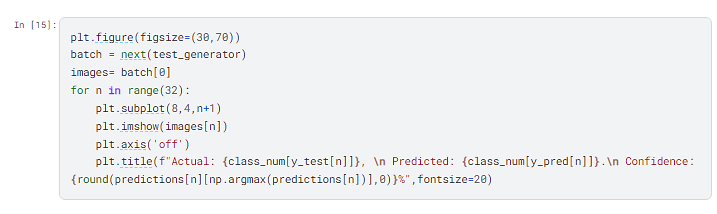 In [15]:
plt.figure(figsize=(30,70))
batch = next(test_generator)
images= batch[0]
for n in range(32):
    plt.subplot(8,4,n+1)
    plt.imshow(images[n])
    plt.axis('off')
    plt.title(f"Actual: {class_num[y_test[n]]}, \n Predicted: {class_num[y_pred[n]]}.\n Confidence:
{round(predictions[n][np.argmax(predictions[n])],0)}%",fontsize=20)